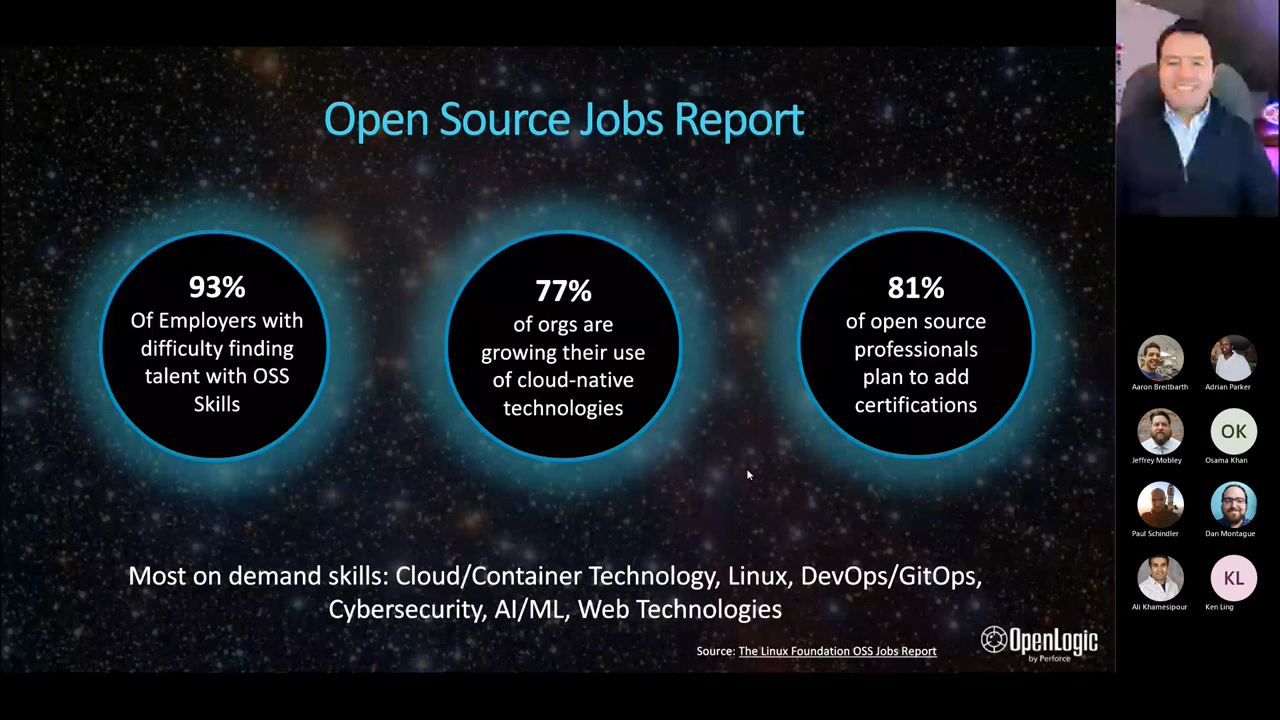 Open Source Jobs Report
93%
Of Employers with
difficulty finding
talent with OSS
Skills
77%
of orgs are
growing their use
of cloud-native
technologies
81%
of open source
professionals
plan to add
certifications
Most on demand skills: Cloud/Container Technology, Linux, DevOps/GitOps,
Cybersecurity, AI/ML, Web Technologies
Source: The Linux Foundation OSS Jobs Report
OpenLogic
by Perforce
Aaron Breitbarth
Adrian Parker
OK
Jeffrey Mobley
Osama Khan
Paul Schindler
Dan Montague
KL
Ali Khamesipour
Ken Ling